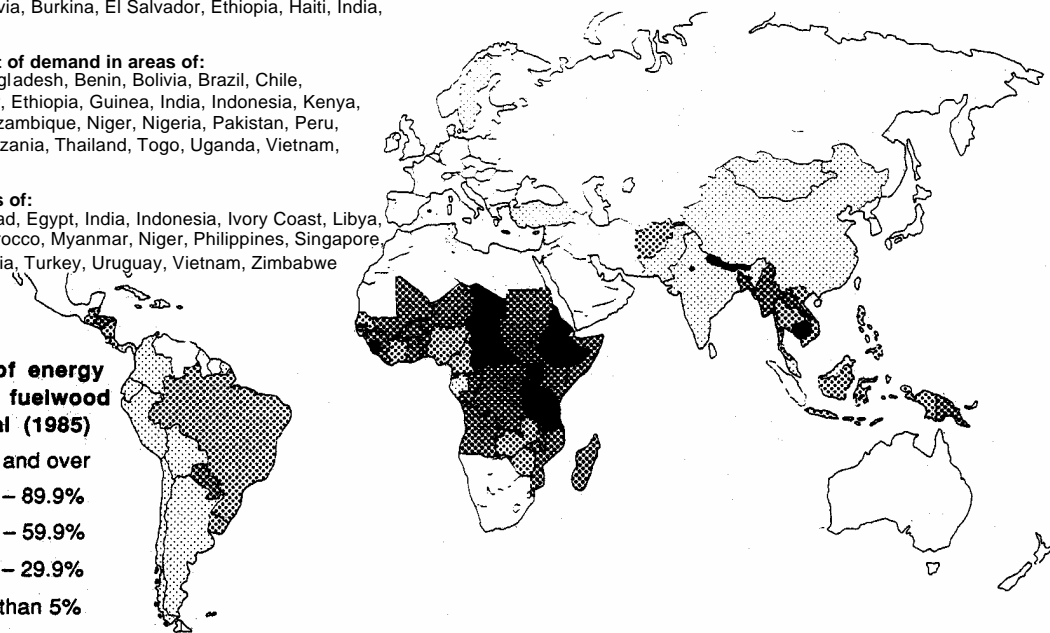 via, Burkina, El Salvador, Ethiopia, Haiti, India,
of demand in areas of:
gladesh, Benin, Bolivia, Brazil, Chile,
, Ethiopia, Guinea, India, Indonesia, Kenya,
zambique, Niger, Nigeria, Pakistan, Peru,
zania, Thailand, Togo, Uganda, Vietnam,
s of:
ad, Egypt, India, Indonesia, Ivory Coast, Libya,
rocco, Myanmar, Niger, Philippines, Singapore,
ia, Turkey, Uruguay, Vietnam, Zimbabwe
of energy
fuelwood
al (1985)
and over
– 89.9%
– 59.9%
– 29.9%
than 5%